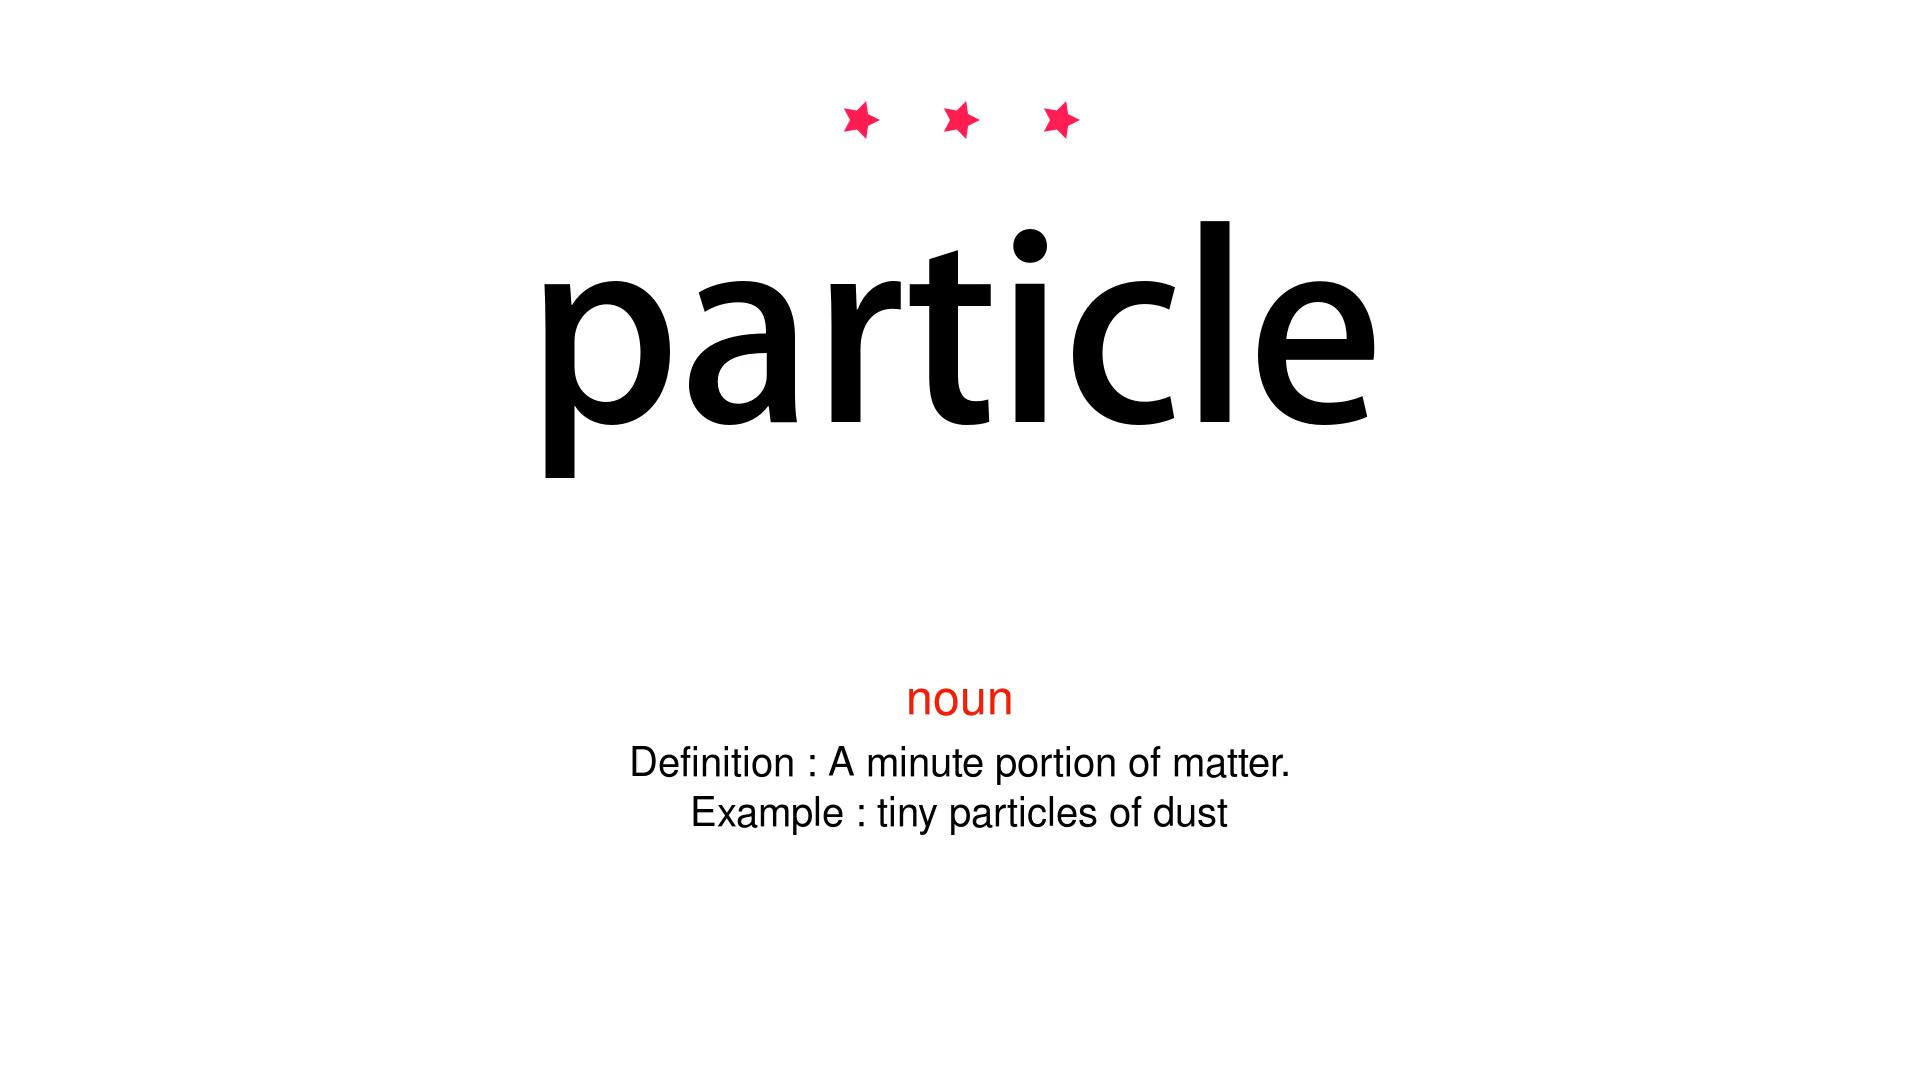 particle
noun
Definition : A minute portion of matter.
Example : tiny particles of dust